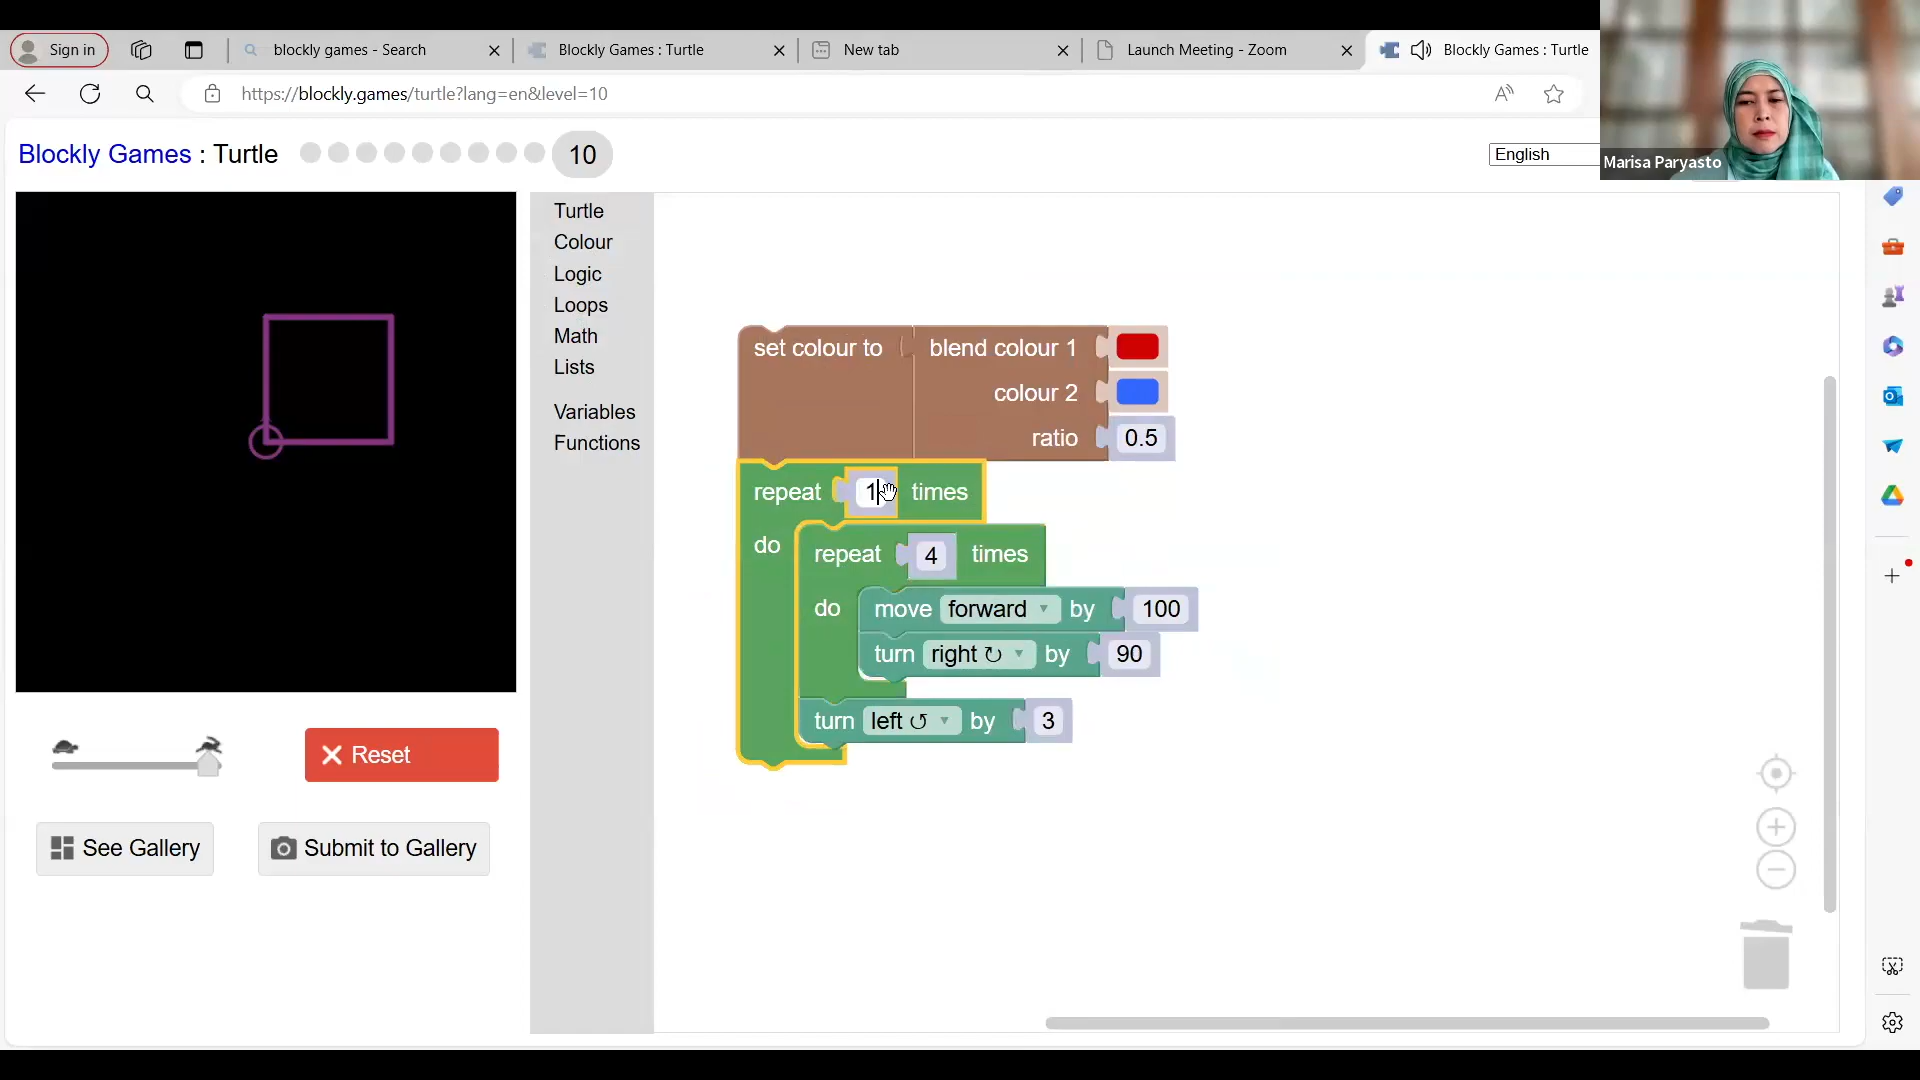 Sign in
blockly games - Search
Blockly Games : Turtle
New tab
Launch Meeting - Zoom
Blockly Games : Turtle
https://blockly.games/turtle?lang=en&level=10
Marisa Paryasto
Blockly Games : Turtle
10
English
Turtle
Colour
Logic
Loops
Math
Lists
Variables
Functions
set colour to blend colour 1
colour 2
ratio 0.5
repeat 1 times
do repeat 4 times
do move forward by 100
turn right ↻ by 90
turn left ↺ by 3
Reset
See Gallery
Submit to Gallery